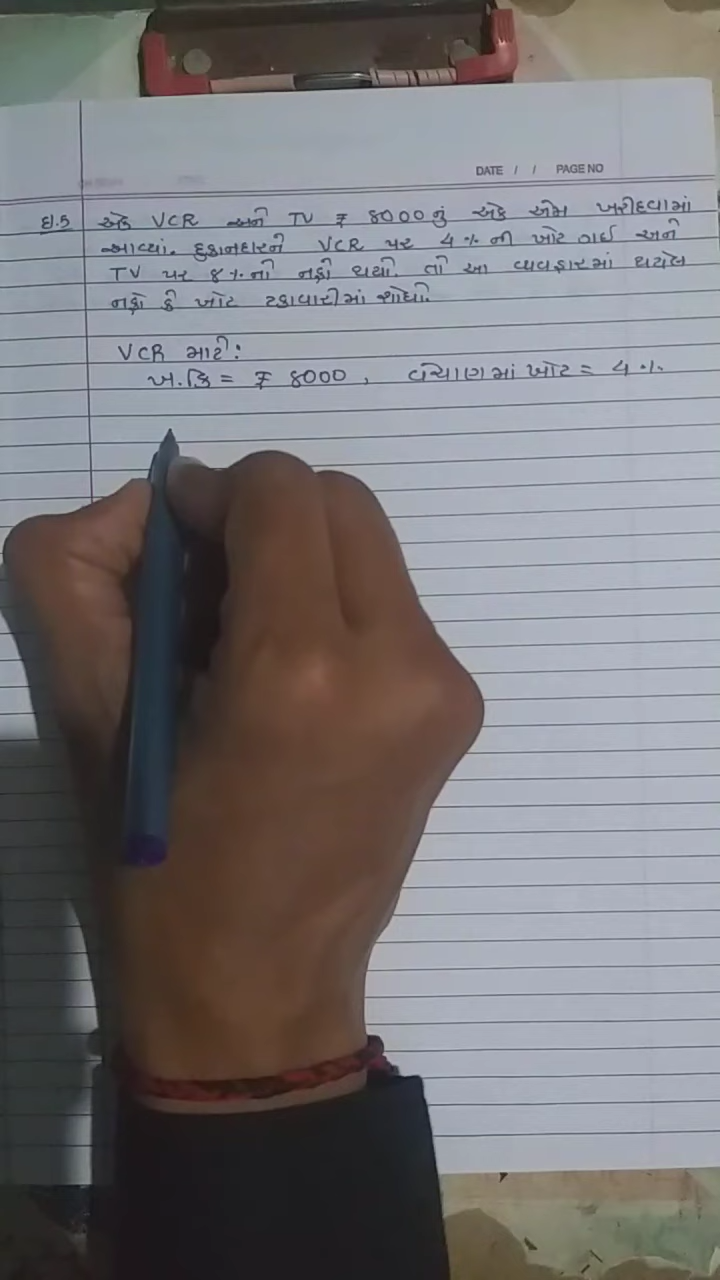 DATE / / PAGE NO
દા.5 એક VCR અને TV ₹ 8000નું એક એમ ખરીદવામાં
આવ્યાં. દુકાનદારને VCR પર 4 % ની ખોટ ગઈ અને
TV પર 8 % નો નફો થયો. તો આ વ્યવહારમાં થયેલ
નફો કે ખોટ ટકાવારીમાં શોધો.
VCR માટે:
ખ.કિં = ₹ 8000 , વેચાણમાં ખોટ = 4 %